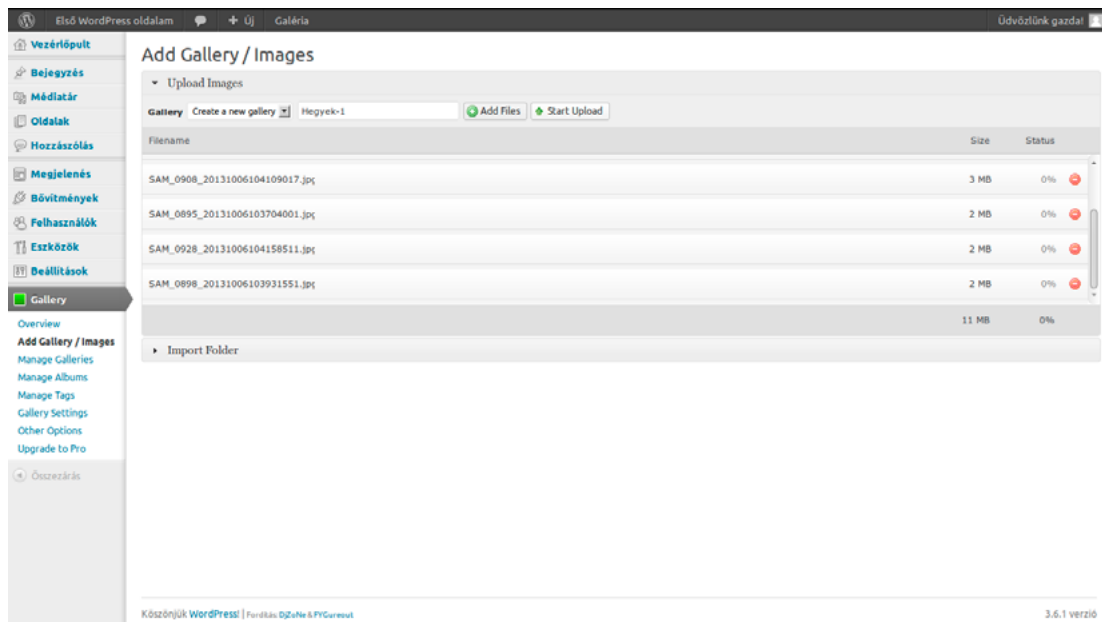 Első WordPress oldalam + Új Galéria Üdvözlünk gazda!
Vezérlőpult
Bejegyzés
Médiatár
Oldalak
Hozzászólás
Megjelenés
Bővítmények
Felhasználók
Eszközök
Beállítások
Gallery
Overview
Add Gallery / Images
Manage Galleries
Manage Albums
Manage Tags
Gallery Settings
Other Options
Upgrade to Pro
Összezárás
Add Gallery / Images
Upload Images
Gallery Create a new gallery Hegyek-1 Add Files Start Upload
Filename Size Status
SAM_0908_20131006104109017.jpg 3 MB 0%
SAM_0895_20131006103704001.jpg 2 MB 0%
SAM_0928_20131006104158511.jpg 2 MB 0%
SAM_0898_20131006103931551.jpg 2 MB 0%
11 MB 0%
Import Folder
Köszönjük WordPress! | Fordítás: DjZoNe & FYGureout 3.6.1 verzió